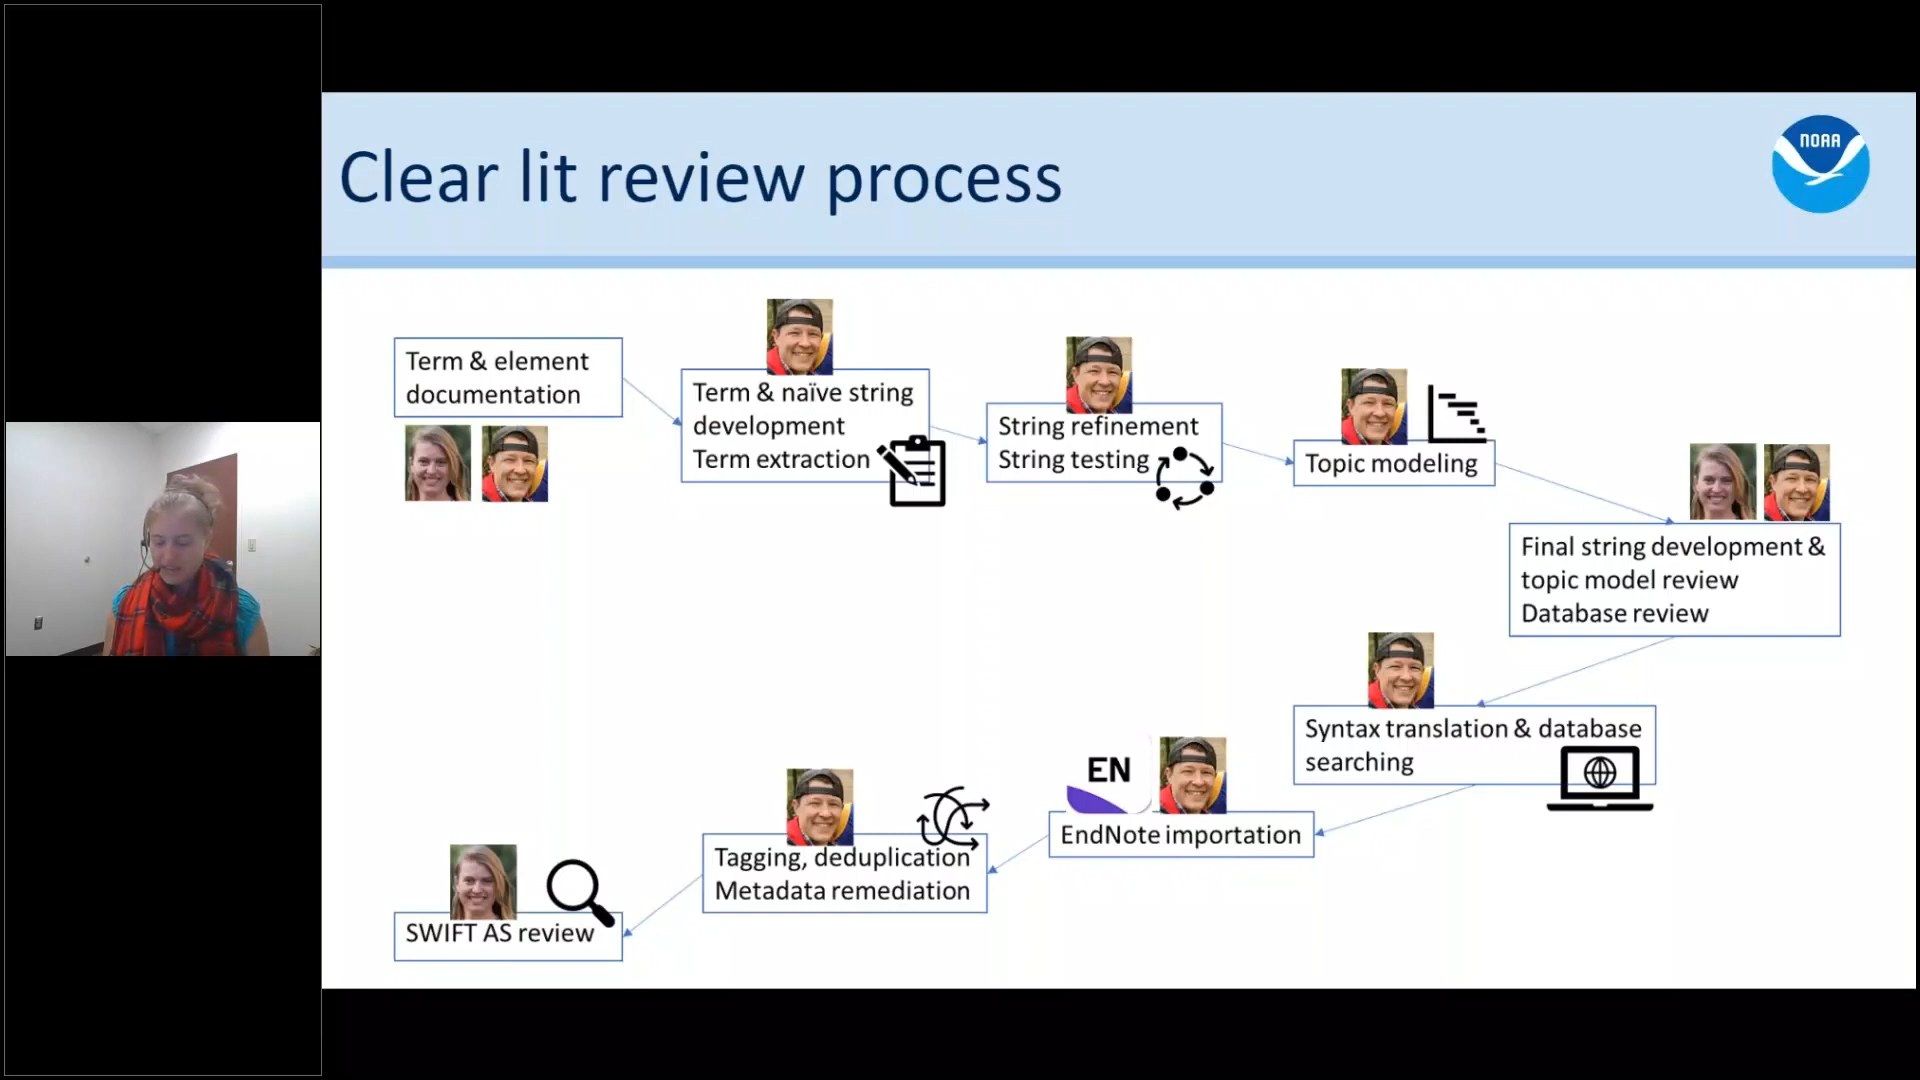 Clear lit review process
NOAA
Term & element
documentation
Term & naïve string
development
Term extraction
String refinement
String testing
Topic modeling
Final string development &
topic model review
Database review
Syntax translation & database
searching
EN
EndNote importation
Tagging, deduplication
Metadata remediation
SWIFT AS review